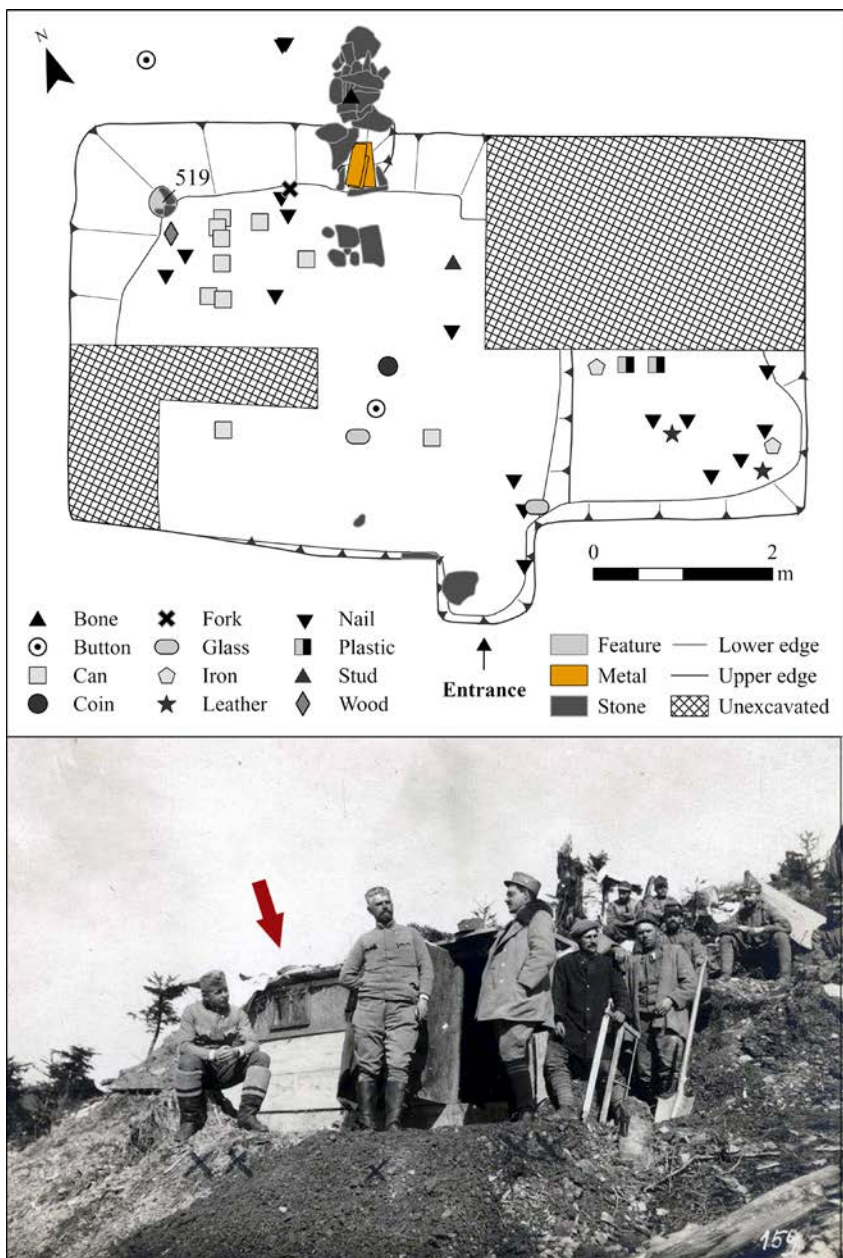 N
519
0 2
m
Bone Fork Nail
Button Glass Plastic Feature Lower edge
Can Iron Stud Metal Upper edge
Coin Leather Wood Entrance Stone Unexcavated